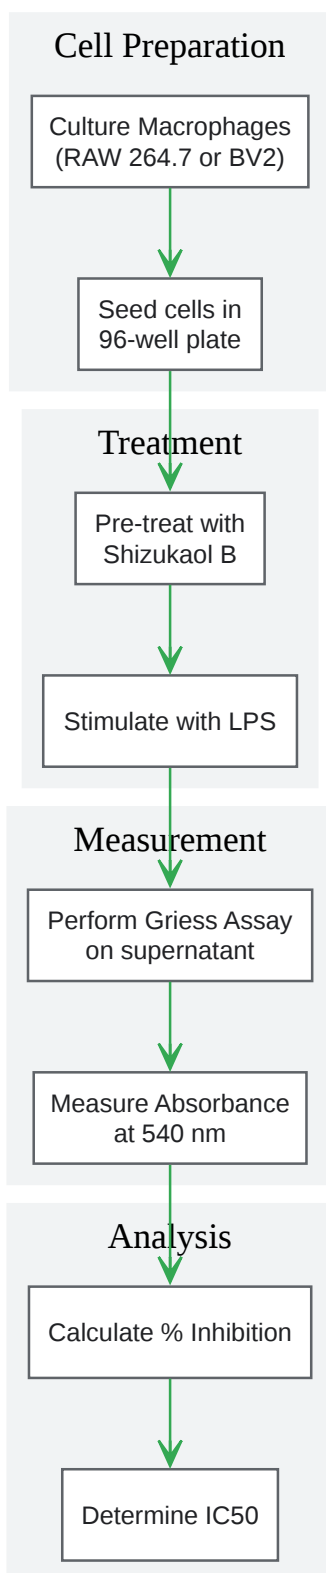 Cell Preparation
Culture Macrophages
(RAW 264.7 or BV2)
Seed cells in
96-well plate
Treatment
Pre-treat with
Shizukaol B
Stimulate with LPS
Measurement
Perform Griess Assay
on supernatant
Measure Absorbance
at 540 nm
Analysis
Calculate % Inhibition
Determine IC50